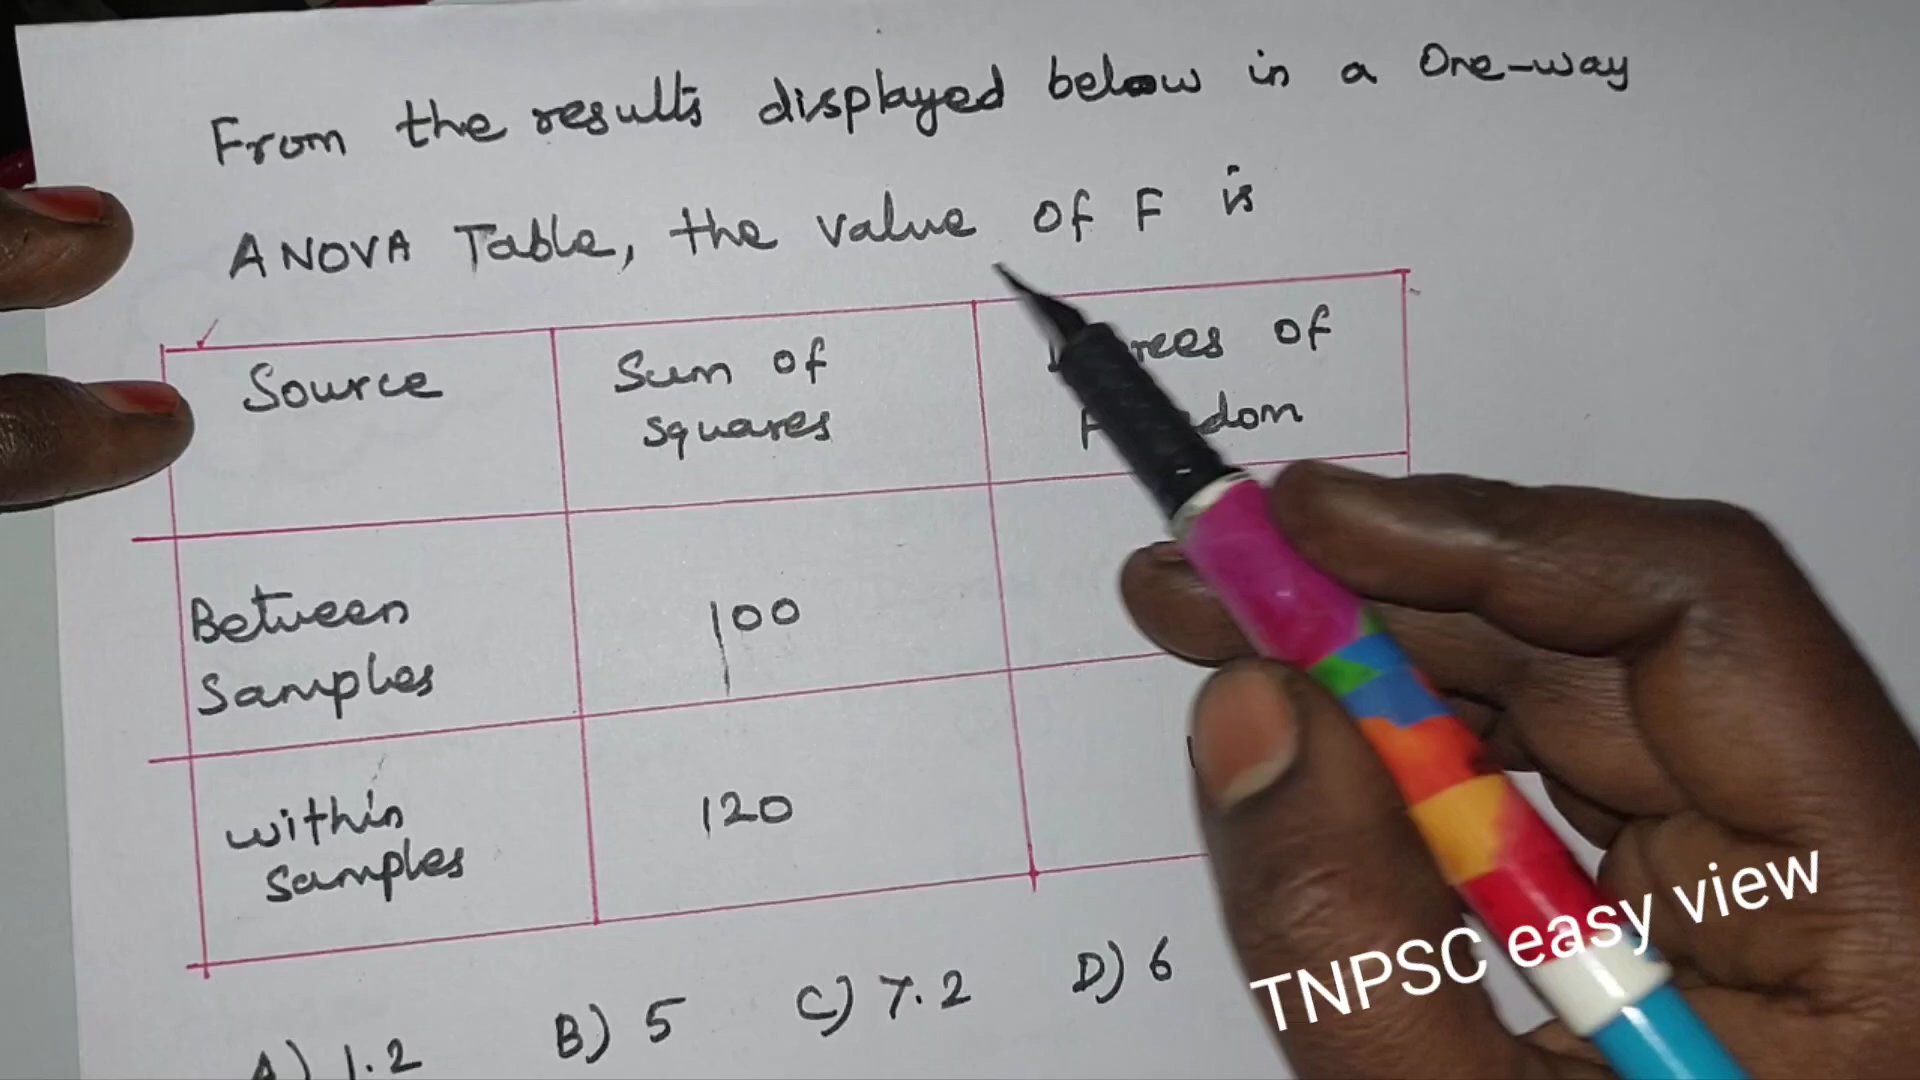 From the results displayed below in a One-way
ANOVA Table, the value of F is
Source
Sum of
squares
of
Between
Samples
100
within
samples
120
A) 1.2 B) 5 C) 7.2 D) 6
TNPSC easy view